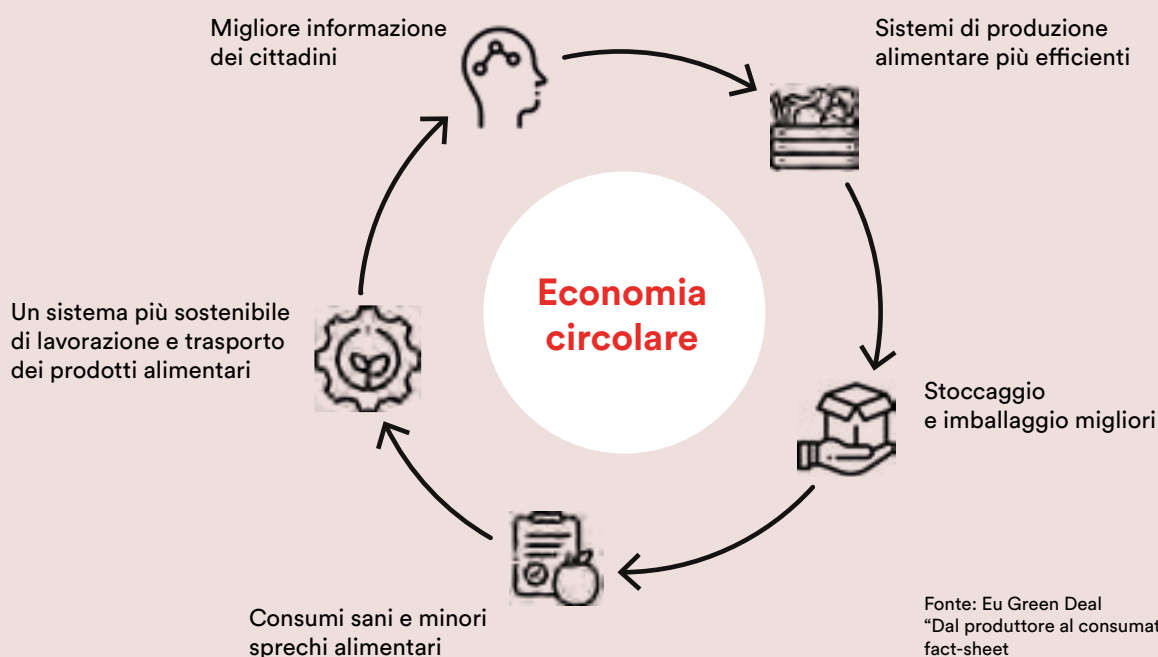 Migliore informazione
dei cittadini
Sistemi di produzione
alimentare più efficienti
Economia
circolare
Un sistema più sostenibile
di lavorazione e trasporto
dei prodotti alimentari
Stoccaggio
e imballaggio migliori
Consumi sani e minori
sprechi alimentari
Fonte: Eu Green Deal
“Dal produttore al consumat
fact-sheet